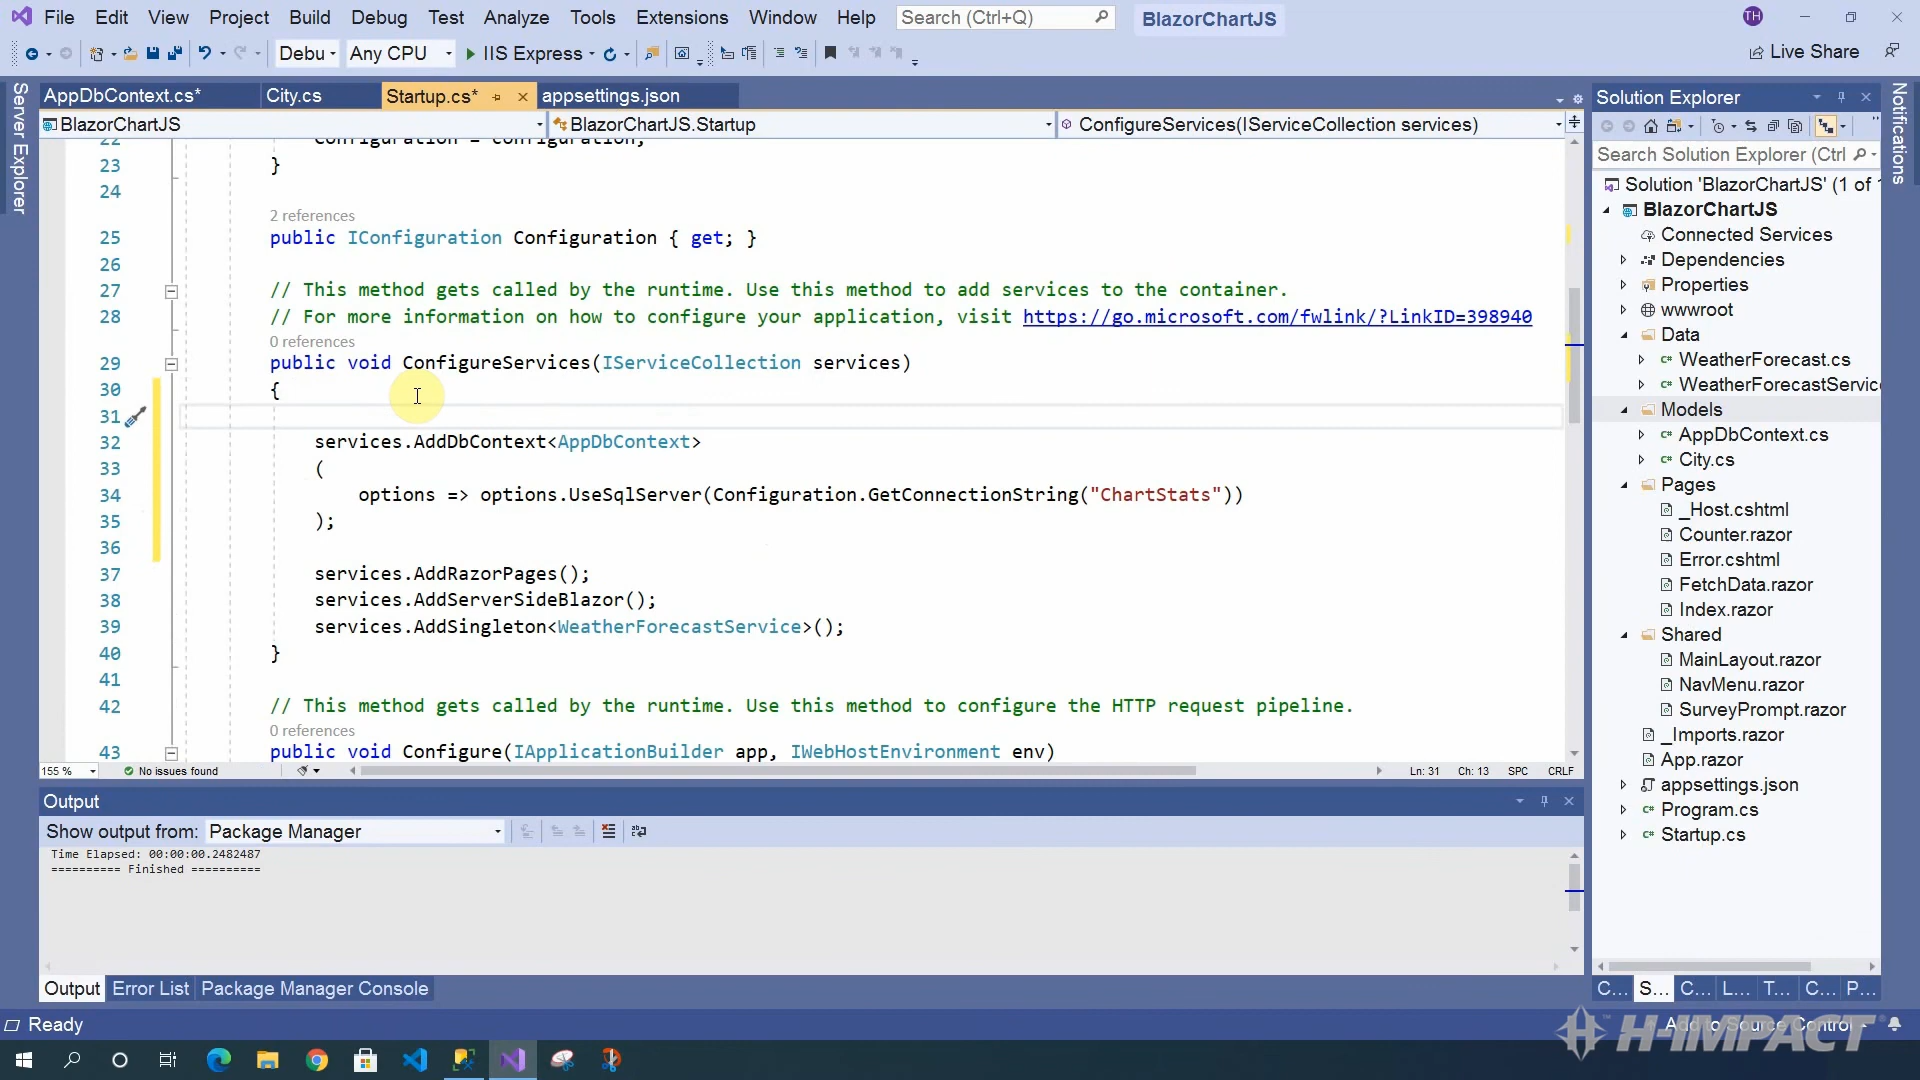 File Edit View Project Build Debug Test Analyze Tools Extensions Window Help Search (Ctrl+Q) BlazorChartJS TH
Debug Any CPU IIS Express Live Share
Server Explorer
AppDbContext.cs* City.cs Startup.cs* appsettings.json
BlazorChartJS BlazorChartJS.Startup ConfigureServices(IServiceCollection services)
22 Configuration = configuration;
23 }
24
2 references
25 public IConfiguration Configuration { get; }
26
27 // This method gets called by the runtime. Use this method to add services to the container.
28 // For more information on how to configure your application, visit https://go.microsoft.com/fwlink/?LinkID=398940
0 references
29 public void ConfigureServices(IServiceCollection services)
30 {
31
32 services.AddDbContext<AppDbContext>
33 (
34 options => options.UseSqlServer(Configuration.GetConnectionString("ChartStats"))
35 );
36
37 services.AddRazorPages();
38 services.AddServerSideBlazor();
39 services.AddSingleton<WeatherForecastService>();
40 }
41
42 // This method gets called by the runtime. Use this method to configure the HTTP request pipeline.
0 references
43 public void Configure(IApplicationBuilder app, IWebHostEnvironment env)
155 % No issues found Ln: 31 Ch: 13 SPC CRLF
Output
Show output from: Package Manager
Time Elapsed: 00:00:00.2482487
========== Finished ==========
Output Error List Package Manager Console
Solution Explorer
Search Solution Explorer (Ctrl
Solution 'BlazorChartJS' (1 of 1
BlazorChartJS
Connected Services
Dependencies
Properties
wwwroot
Data
WeatherForecast.cs
WeatherForecastService
Models
AppDbContext.cs
City.cs
Pages
_Host.cshtml
Counter.razor
Error.cshtml
FetchData.razor
Index.razor
Shared
MainLayout.razor
NavMenu.razor
SurveyPrompt.razor
_Imports.razor
App.razor
appsettings.json
Program.cs
Startup.cs
C... S... C... L... T... C... P...
Notifications
Ready Add to Source Control
H-IMPACT